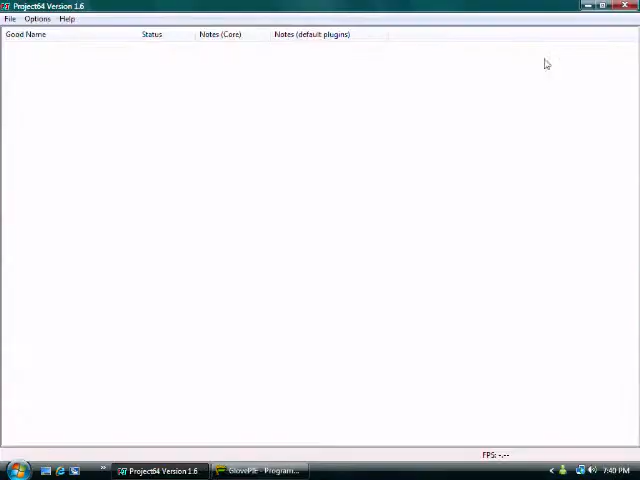 Project64 Version 1.6
File Options Help
Good Name Status Notes (Core) Notes (default plugins)
FPS: -.--
Project64 Version 1.6 GlovePIE - Program... 7:40 PM